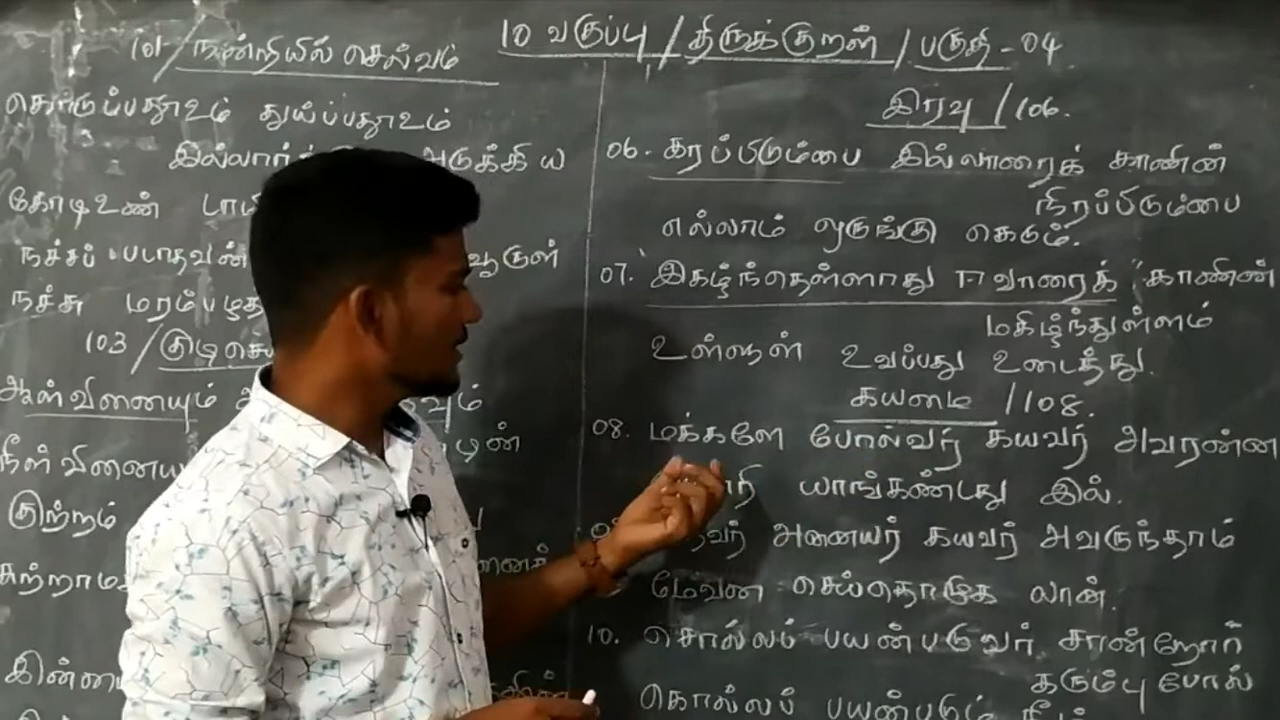 10 வகுப்பு / திருக்குறள் / பகுதி - 04
101 / நன்றியில் செல்வம்
கொடுப்பதூஉம் துய்ப்பதூஉம்
இல்லார்க் அடுக்கிய
கோடிஉண்
நச்சப் படாதவன்
நச்சு மரம்பழுத
103 / குடிசெ
ஆள்வினையும்
நீள்வினைய
குற்றம்
சுற்றமா
இரவு / 106.
06. கரப்பிடும்பை இல்லாரைக் காணின்
நிரப்பிடும்பை
எல்லாம் ஒருங்கு கெடும்.
07. இகழ்ந்தெள்ளாது ஈவாரைக் காணின்
மகிழ்ந்துள்ளம்
உள்ளுள் உவப்பது உடைத்து.
கயமை / 108.
08. மக்களே போல்வர் கயவர் அவரன்ன
யாங்கண்டது இல்.
அனையர் கயவர் அவருந்தாம்
மேவன செய்தொழுக லான்.
10. சொல்லப் பயன்படுவர் சான்றோர்
கரும்பு போல்
கொல்லப் பயன்படும்